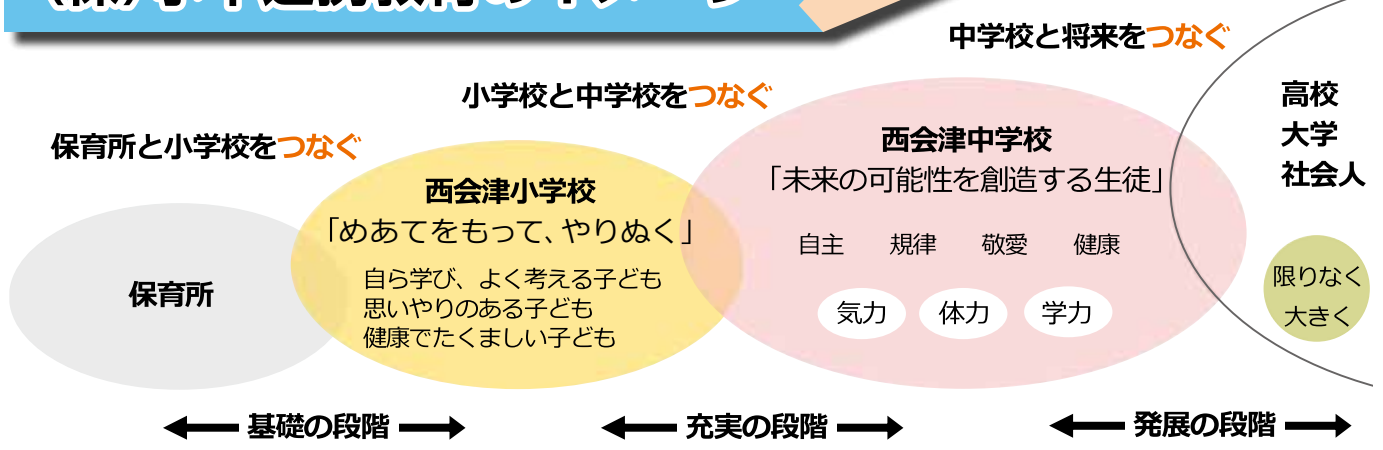 中学校と将来をつなぐ
小学校と中学校をつなぐ
保育所と小学校をつなぐ
保育所
西会津小学校
「めあてをもって、やりぬく」
自ら学び、よく考える子ども
思いやりのある子ども
健康でたくましい子ども
西会津中学校
「未来の可能性を創造する生徒」
自主 規律 敬愛 健康
気力 体力 学力
高校
大学
社会人
限りなく
大きく
基礎の段階
充実の段階
発展の段階